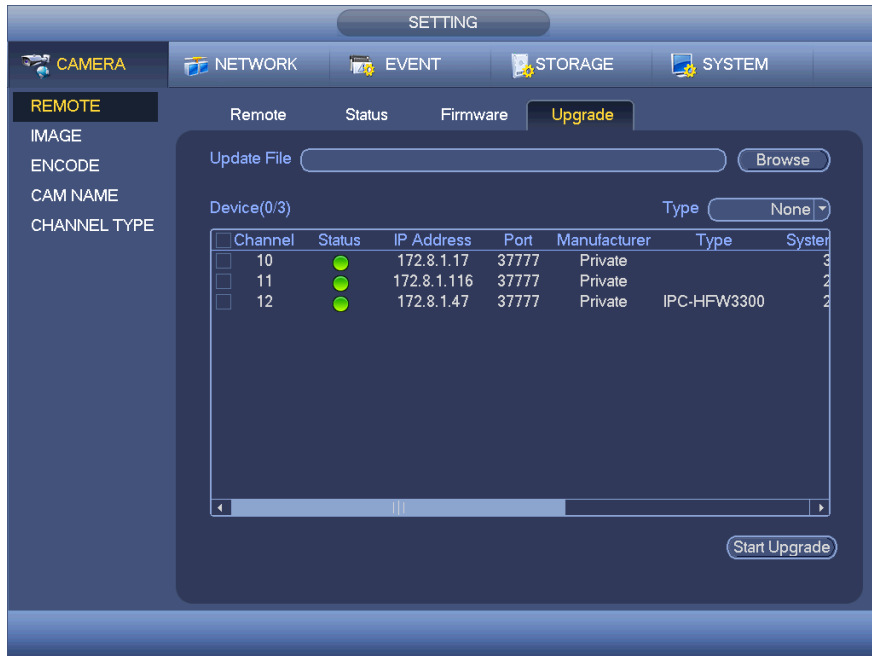 SETTING
CAMERA NETWORK EVENT STORAGE SYSTEM
REMOTE
IMAGE
ENCODE
CAM NAME
CHANNEL TYPE
Remote Status Firmware Upgrade
Update File Browse
Device(0/3) Type None
Channel Status IP Address Port Manufacturer Type
10 172.8.1.17 37777 Private 3
11 172.8.1.116 37777 Private 2
12 172.8.1.47 37777 Private IPC-HFW3300 2
Start Upgrade